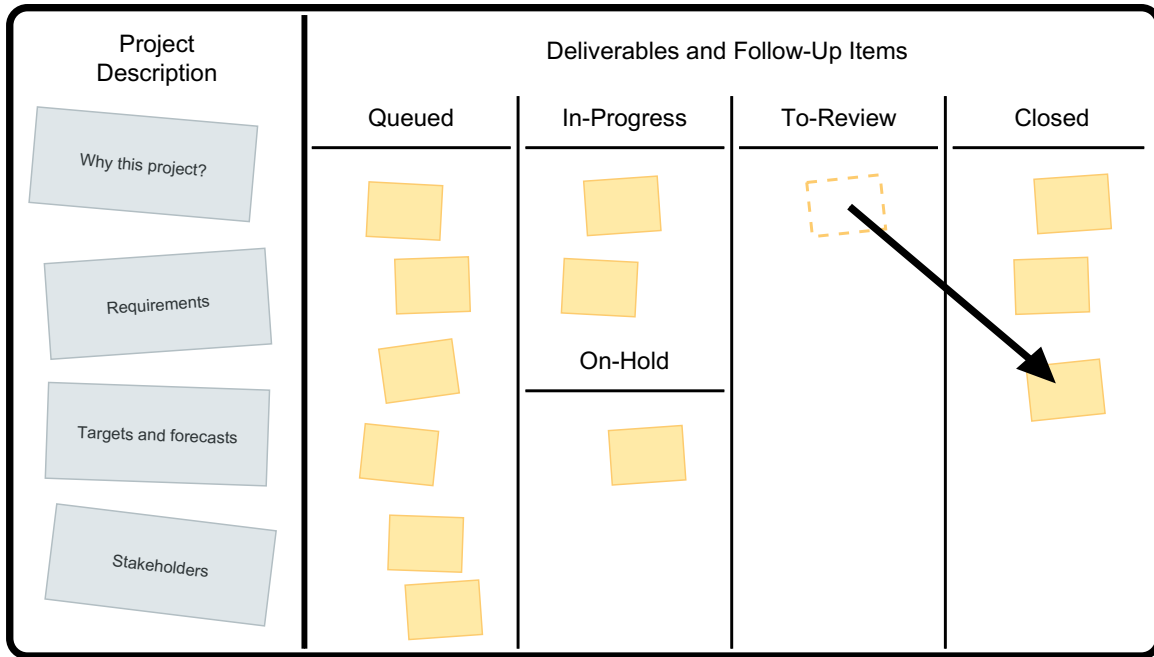 Project
Description
Why this project?
Requirements
Targets and forecasts
Stakeholders
Deliverables and Follow-Up Items
Queued
In-Progress
On-Hold
To-Review
Closed